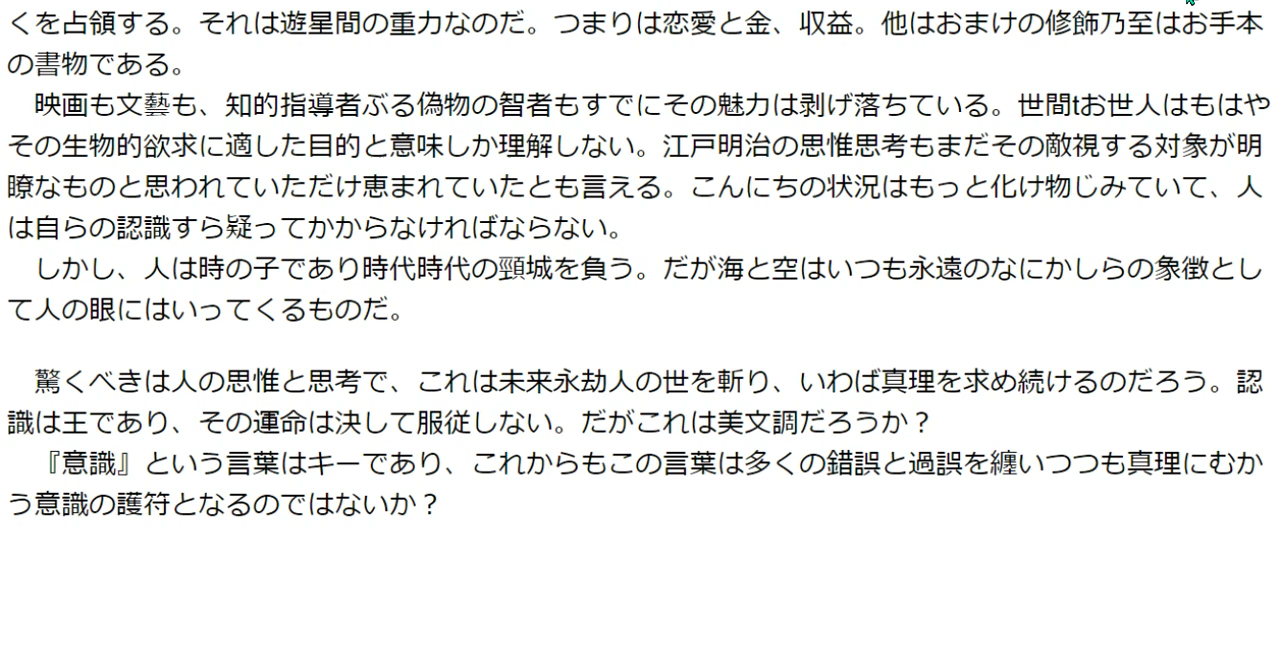 くを占領する。それは遊星間の重力なのだ。つまりは恋愛と金、収益。他はおまけの修飾乃至はお手本
の書物である。
　映画も文藝も、知的指導者ぶる偽物の智者もすでにその魅力は剥げ落ちている。世間tお世人はもはや
その生物的欲求に適した目的と意味しか理解しない。江戸明治の思惟思考もまだその敵視する対象が明
瞭なものと思われていただけ恵まれていたとも言える。こんにちの状況はもっと化け物じみていて、人
は自らの認識すら疑ってかからなければならない。
　しかし、人は時の子であり時代時代の頸城を負う。だが海と空はいつも永遠のなにかしらの象徴とし
て人の眼にはいってくるものだ。
　驚くべきは人の思惟と思考で、これは未来永劫人の世を斬り、いわば真理を求め続けるのだろう。認
識は王であり、その運命は決して服従しない。だがこれは美文調だろうか？
　『意識』という言葉はキーであり、これからもこの言葉は多くの錯誤と過誤を纏いつつも真理にむか
う意識の護符となるのではないか？